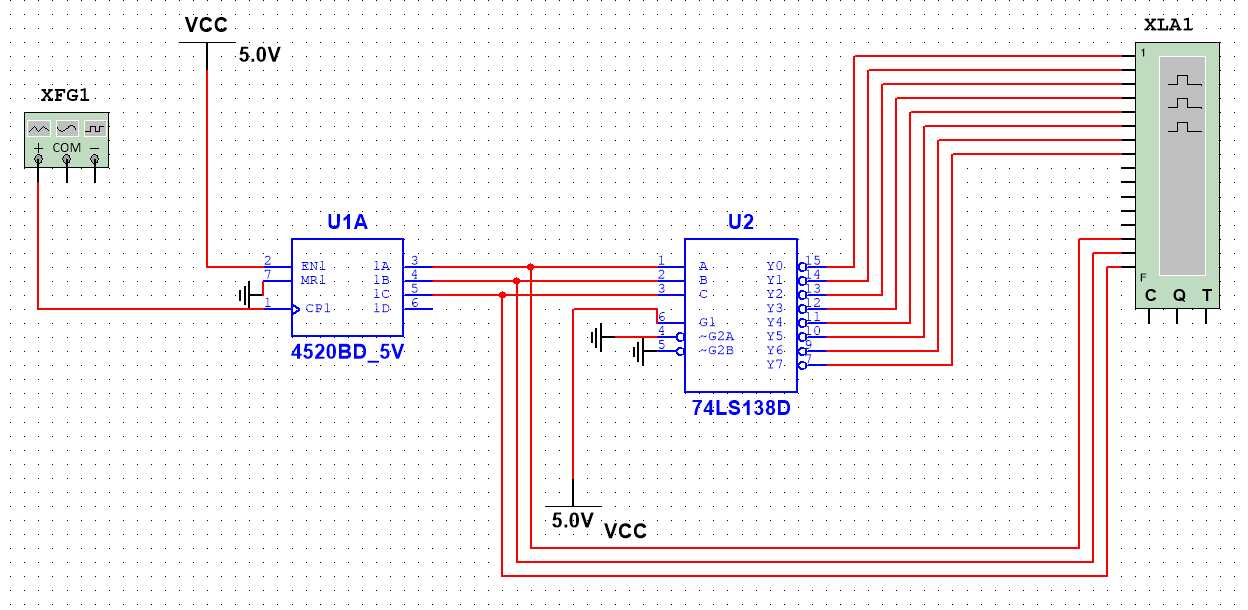 VCC
5.0V
XFG1
+ COM −
XLA1
1
F
C Q T
U1A
2 EN1 1A 3
7 MR1 1B 4
1C 5
1 CP1 1D 6
4520BD_5V
U2
1 A Y0 15
2 B Y1 14
3 C Y2 13
Y3 12
6 G1 Y4 11
4 ~G2A Y5 10
5 ~G2B Y6 9
Y7 7
74LS138D
5.0V
VCC